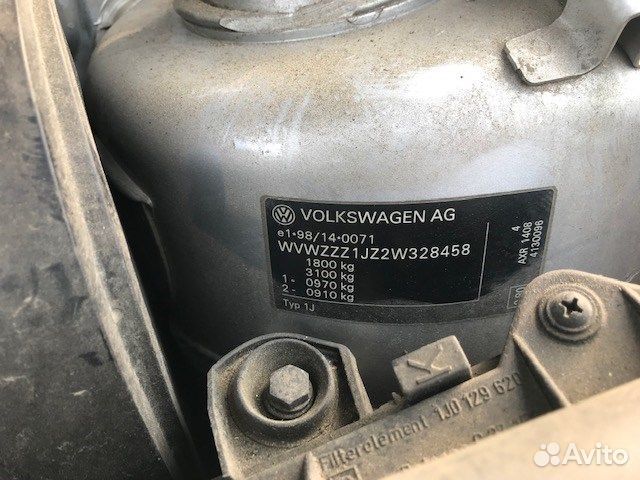 VOLKSWAGEN AG
e1*98/14*0071
WVWZZZ1JZ2W328458
1800 kg
3100 kg
1 - 0970 kg
2 - 0910 kg
Typ 1J
4
AXR 1408
4130096
Filterelement 1J0 129 620
Avito